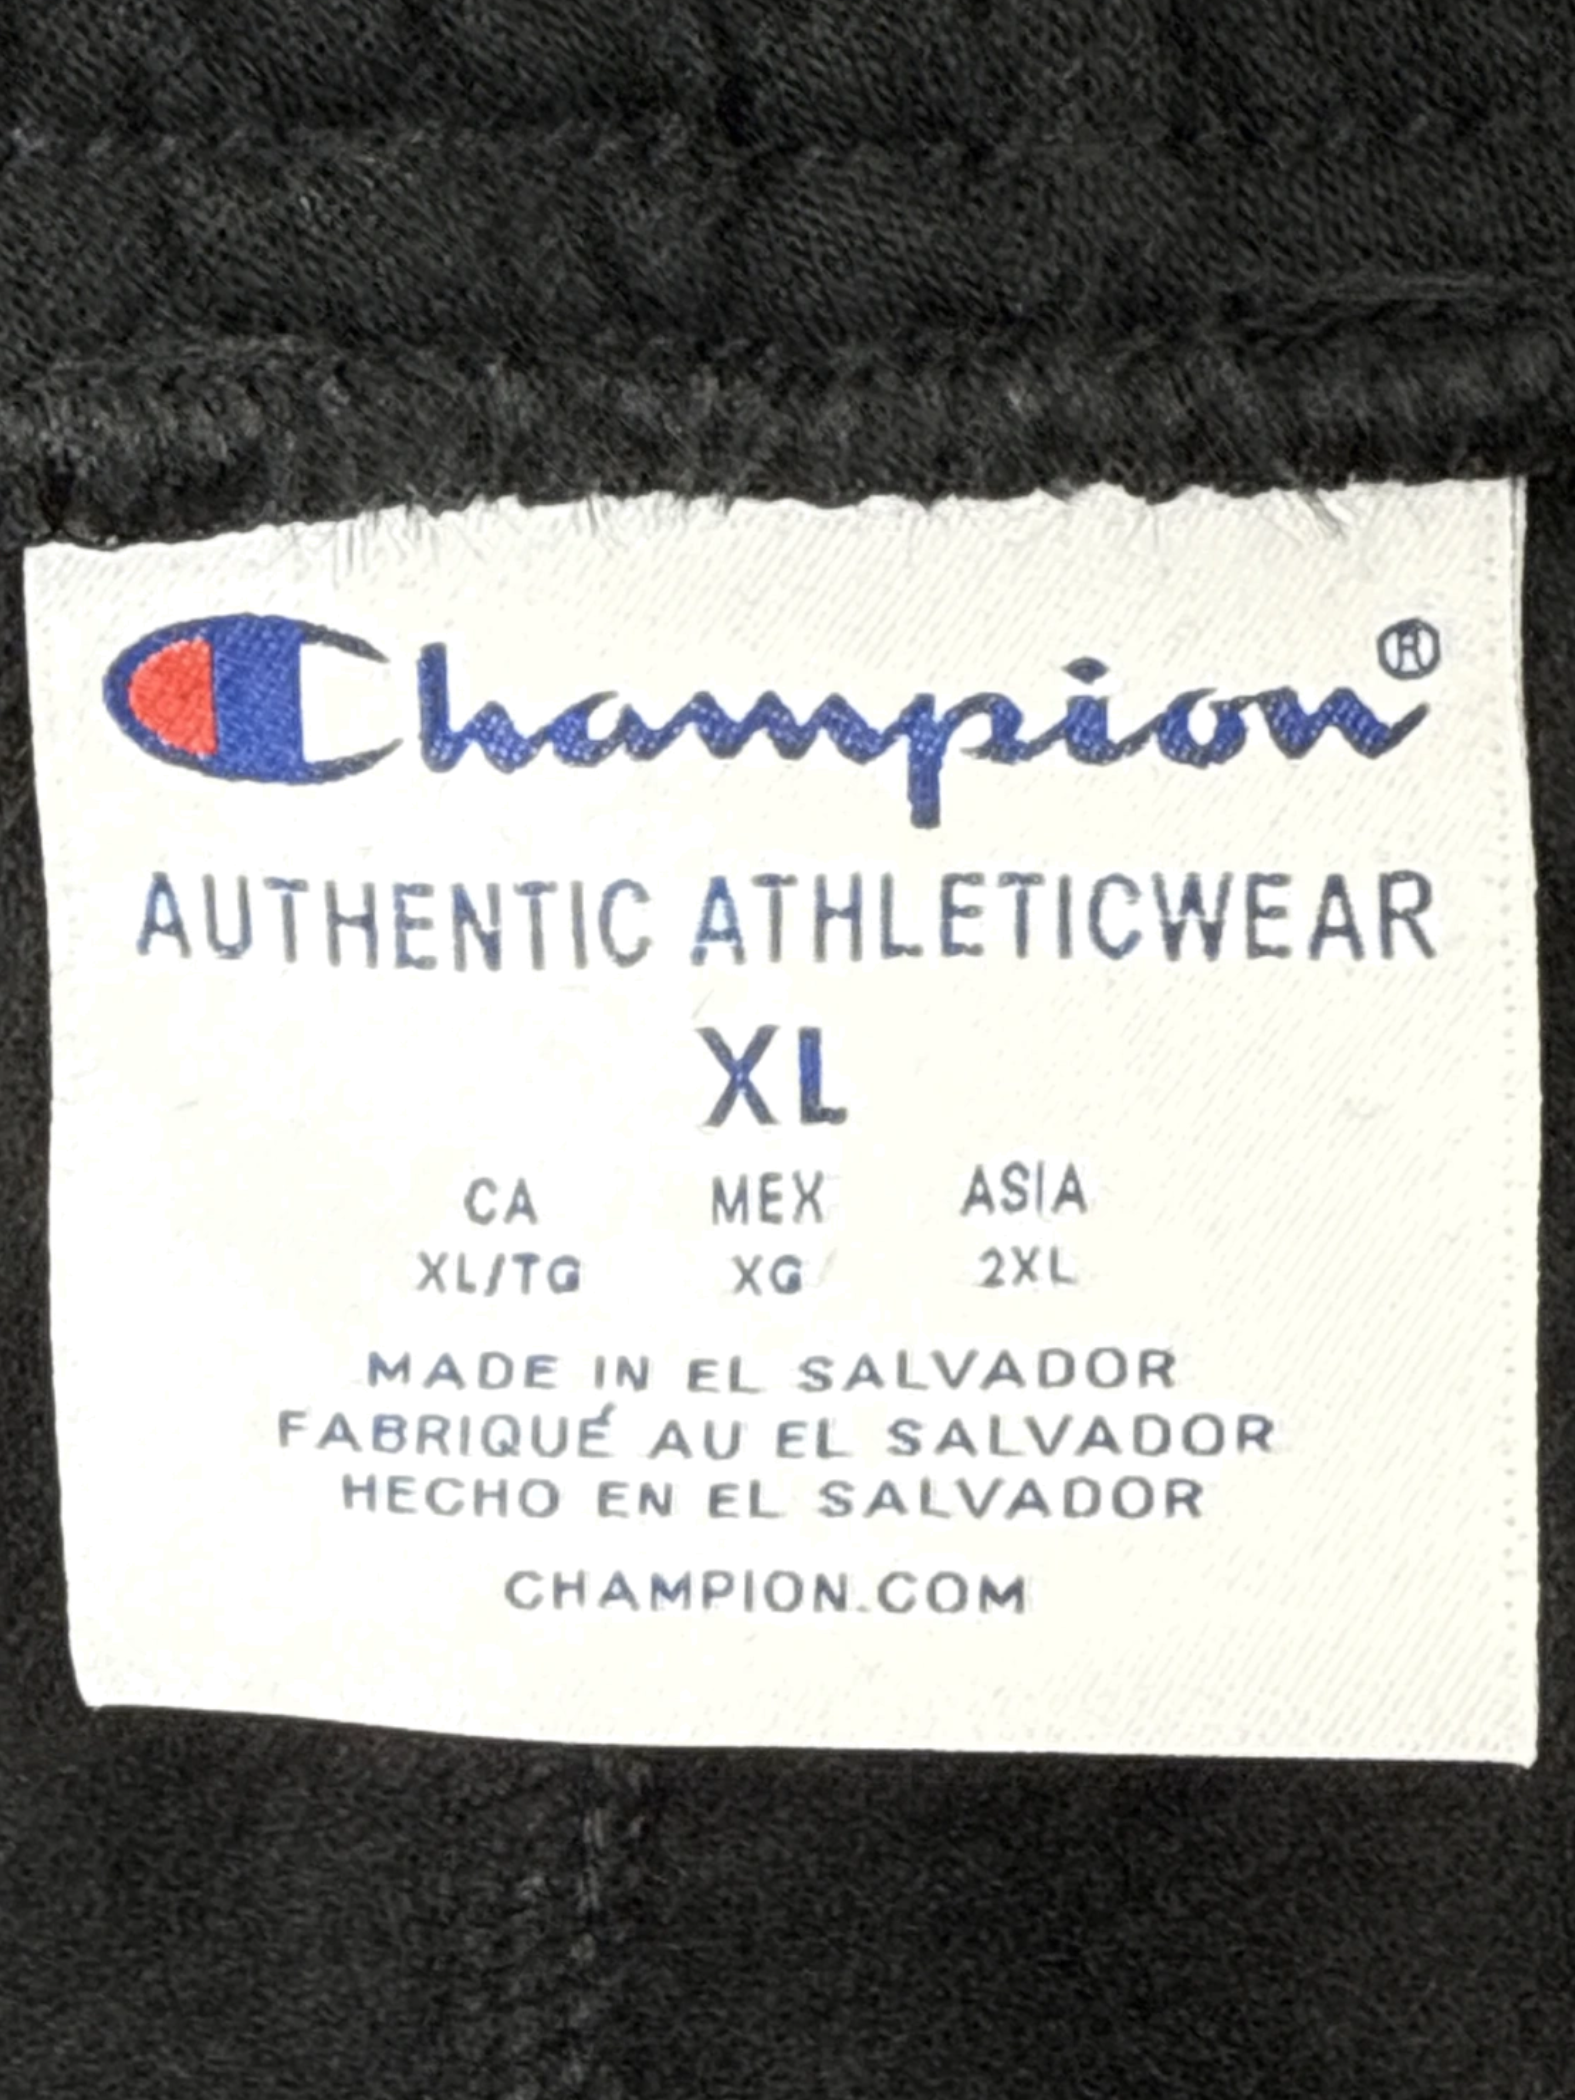 Champion®
AUTHENTIC ATHLETICWEAR
XL
CA MEX ASIA
XL/TG XG 2XL
MADE IN EL SALVADOR
FABRIQUÉ AU EL SALVADOR
HECHO EN EL SALVADOR
CHAMPION.COM